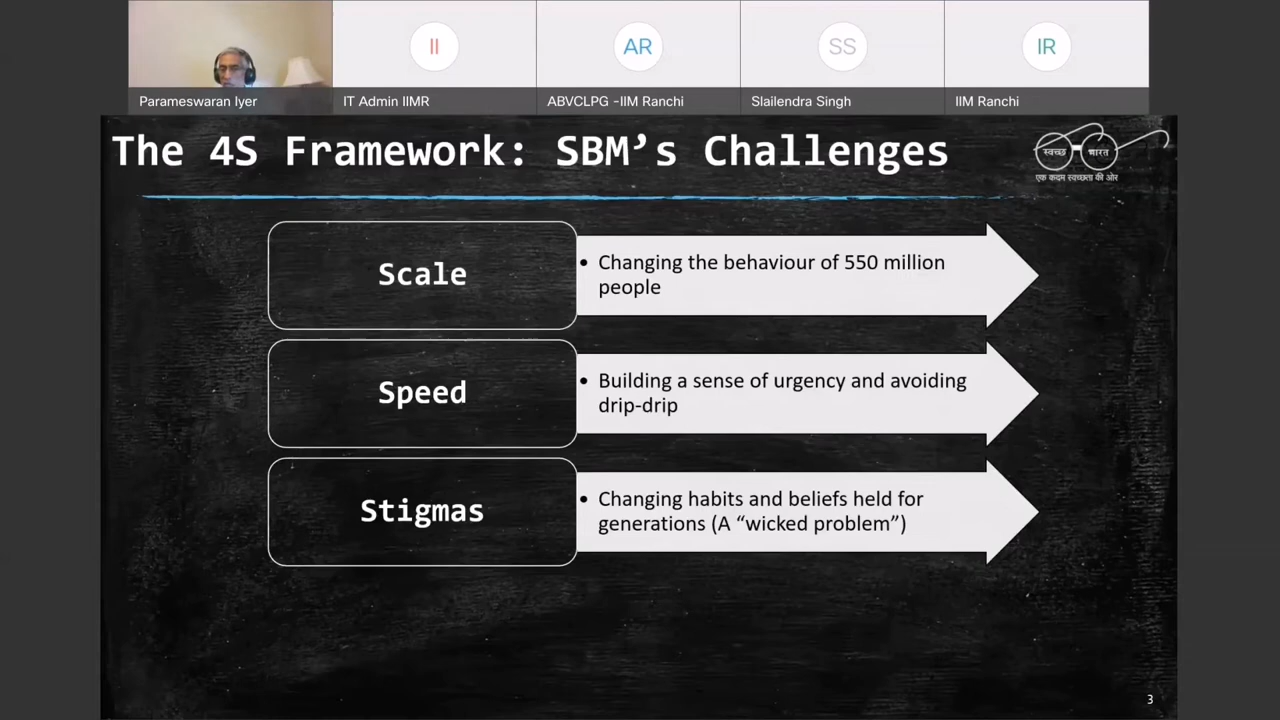 II
AR
SS
IR
Parameswaran Iyer
IT Admin IIMR
ABVCLPG -IIM Ranchi
Slailendra Singh
IIM Ranchi
The 4S Framework: SBM’s Challenges
स्वच्छ भारत
एक कदम स्वच्छता की ओर
Scale
• Changing the behaviour of 550 million
people
Speed
• Building a sense of urgency and avoiding
drip-drip
Stigmas
• Changing habits and beliefs held for
generations (A “wicked problem”)
3